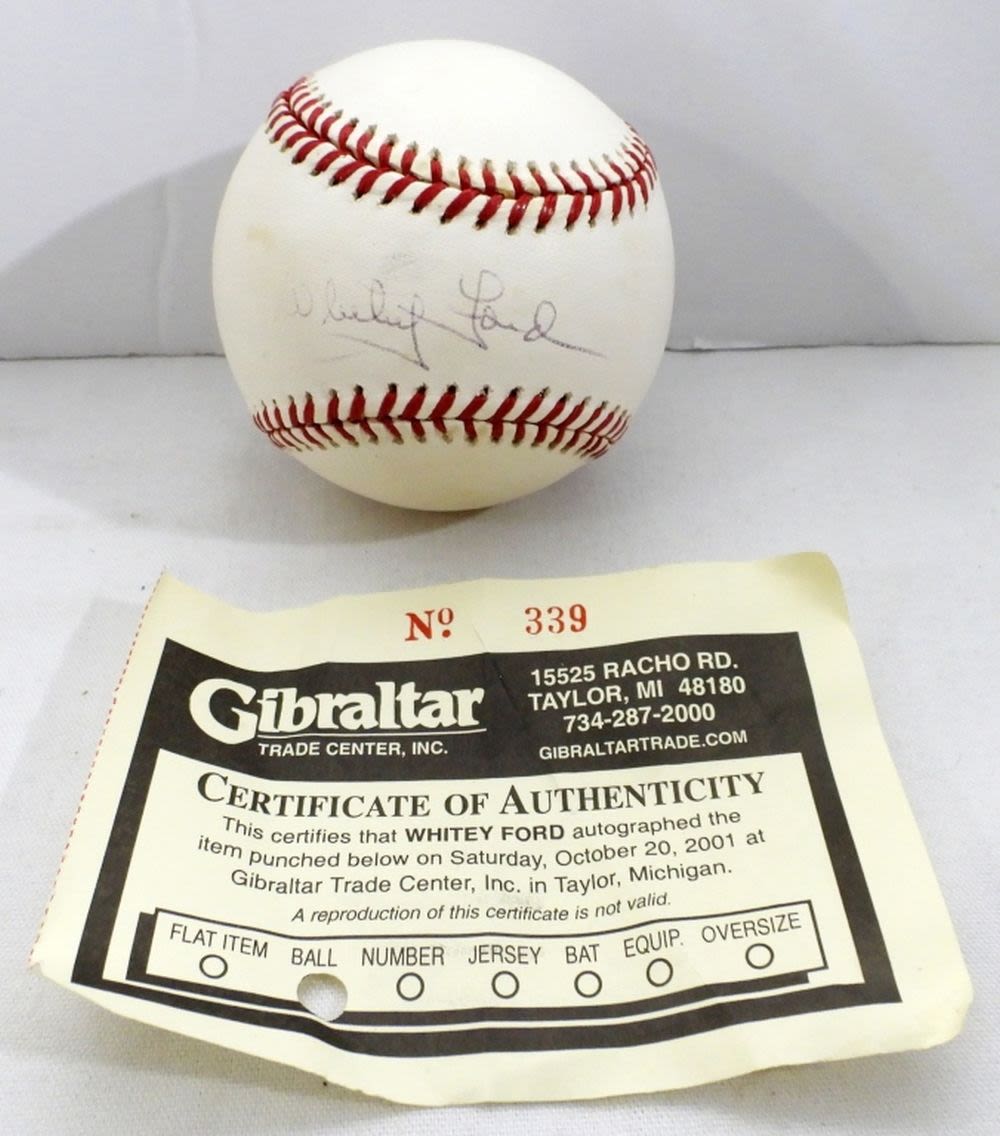 Whitey Ford
Nº. 339
Gibraltar
TRADE CENTER, INC.
15525 RACHO RD.
TAYLOR, MI 48180
734-287-2000
GIBRALTARTRADE.COM
CERTIFICATE OF AUTHENTICITY
This certifies that WHITEY FORD autographed the
item punched below on Saturday, October 20, 2001 at
Gibraltar Trade Center, Inc. in Taylor, Michigan.
A reproduction of this certificate is not valid.
FLAT ITEM BALL NUMBER JERSEY BAT EQUIP. OVERSIZE